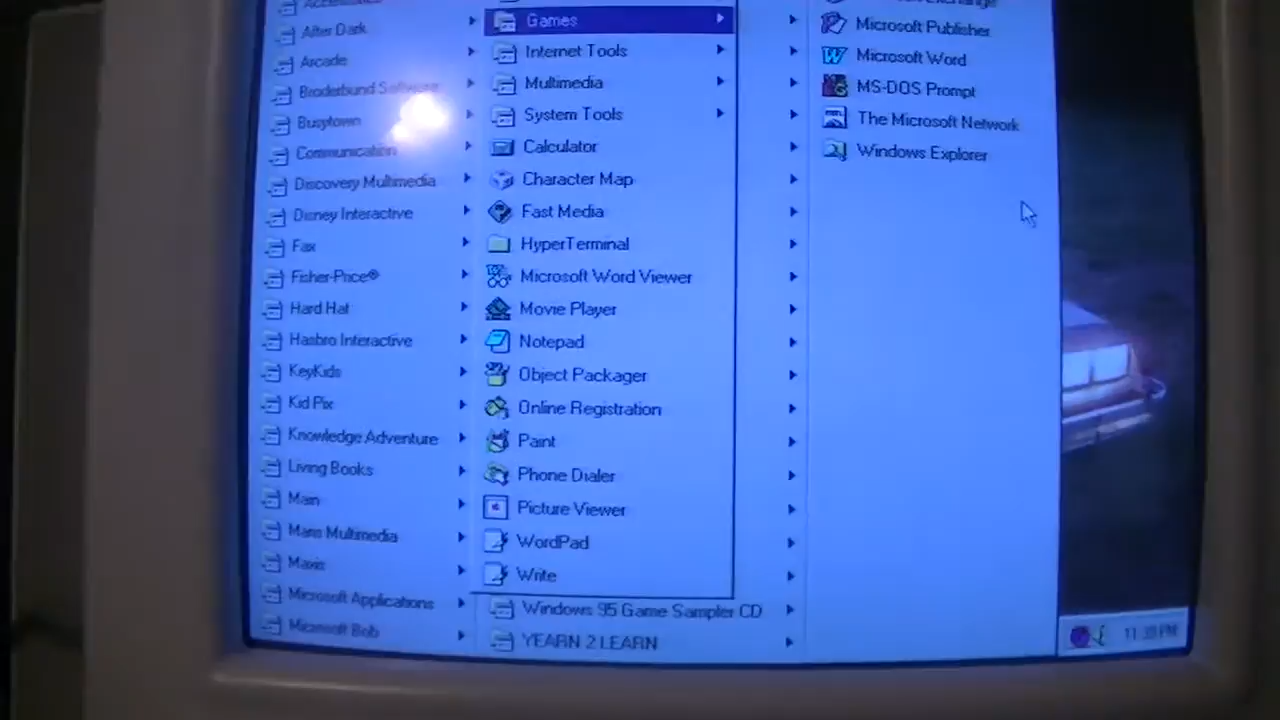 After Dark
Arcade
Broderbund Software
Busytown
Communication
Discovery Multimedia
Disney Interactive
Fax
Fisher-Price®
Hard Hat
Hasbro Interactive
KeyKids
Kid Pix
Knowledge Adventure
Living Books
Main
Maris Multimedia
Maxis
Microsoft Applications
Microsoft Bob
Games
Internet Tools
Multimedia
System Tools
Calculator
Character Map
Fast Media
HyperTerminal
Microsoft Word Viewer
Movie Player
Notepad
Object Packager
Online Registration
Paint
Phone Dialer
Picture Viewer
WordPad
Write
Windows 95 Game Sampler CD
YEARN 2 LEARN
Microsoft Publisher
Microsoft Word
MS-DOS Prompt
The Microsoft Network
Windows Explorer